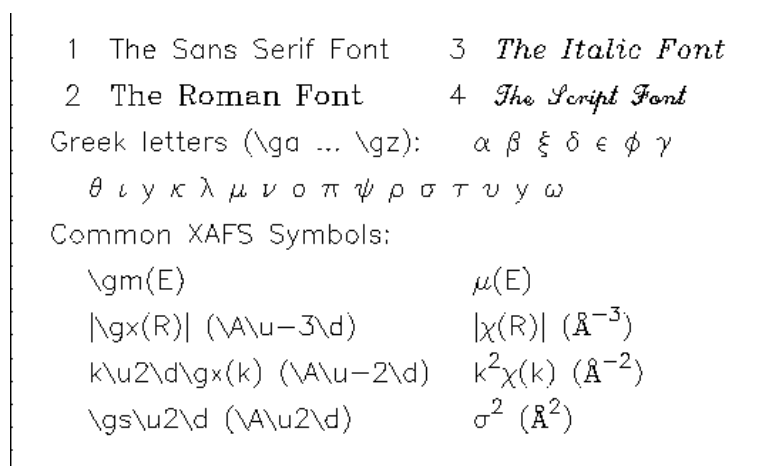 1 The Sans Serif Font 3 The Italic Font
2 The Roman Font 4 The Script Font
Greek letters (\ga ... \gz): α β ξ δ ϵ ϕ γ
θ ι y κ λ μ ν ο π ψ ρ σ τ υ y ω
Common XAFS Symbols:
\gm(E) μ(E)
|\gx(R)| (\A\u−3\d) |χ(R)| (Å⁻³)
k\u2\d\gx(k) (\A\u−2\d) k²χ(k) (Å⁻²)
\gs\u2\d (\A\u2\d) σ² (Å²)